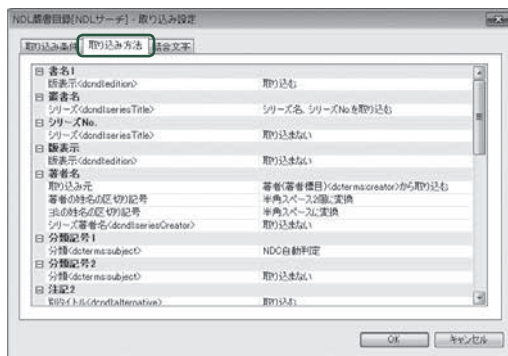 NDL蔵書目録[NDLサーチ] - 取り込み設定
取り込み条件 取り込み方法 結合文字
書名1
版表示<dcndl:edition> 取り込む
叢書名
シリーズ<dcndl:seriesTitle> シリーズ名、シリーズNo.を取り込む
シリーズNo.
シリーズ<dcndl:seriesTitle> 取り込まない
版表示
版表示<dcndl:edition> 取り込まない
著者名
取り込み元 著者(著者標目)<dcterms:creator>から取り込む
著者の姓名の区切り記号 半角スペース2個に変換
ヨミの姓名の区切り記号 半角スペースに変換
シリーズ著者名<dcndl:seriesCreator> 取り込まない
分類記号1
分類<dcterms:subject> NDC自動判定
分類記号2
分類<dcterms:subject> 取り込まない
注記2
別タイトル<dcndl:alternative> 取り込む
OK キャンセル